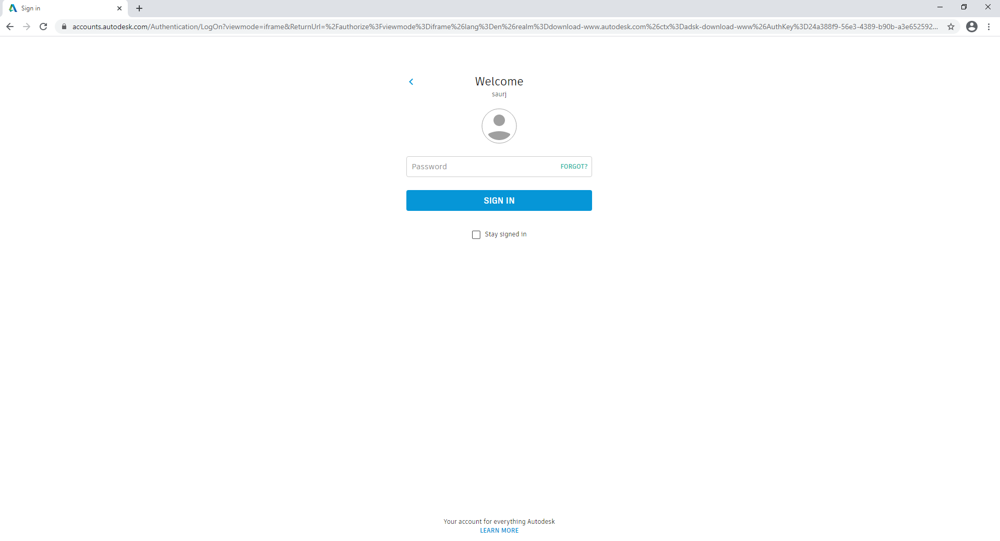 Sign in
accounts.autodesk.com/Authentication/LogOn?viewmode=iframe&ReturnUrl=%2Fauthorize%3Fviewmode%3Diframe%26lang%3Den%26realm%3Ddownload-www.autodesk.com%26ctx%3Dadsk-download-www%26AuthKey%3D24a388f9-56e3-4389-b90b-a3e652592...
Welcome
saurj
Password FORGOT?
SIGN IN
Stay signed in
Your account for everything Autodesk
LEARN MORE